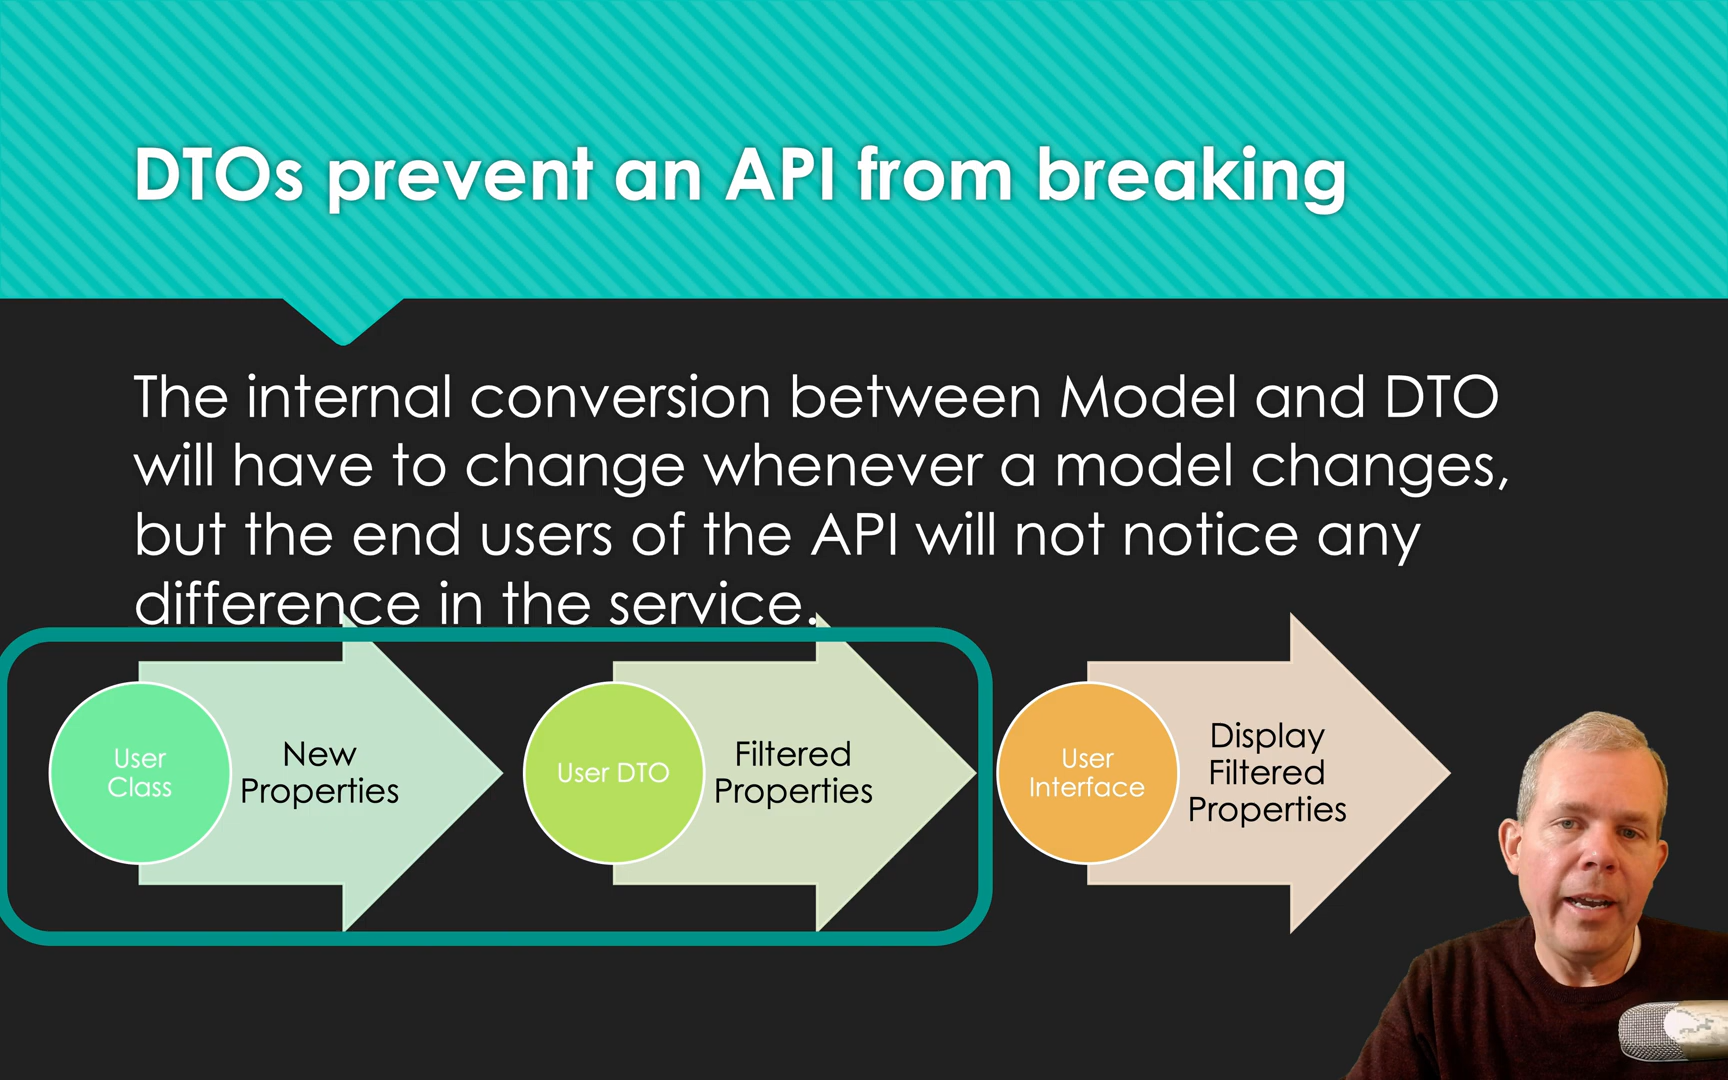 DTOs prevent an API from breaking
The internal conversion between Model and DTO
will have to change whenever a model changes,
but the end users of the API will not notice any
difference in the service.
User
Class
New
Properties
User DTO
Filtered
Properties
User
Interface
Display
Filtered
Properties